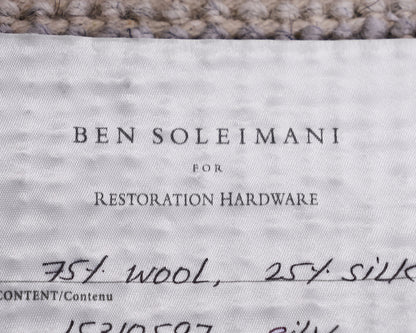 BEN SOLEIMANI
FOR
RESTORATION HARDWARE
75% WOOL, 25% SILK
CONTENT/Contenu